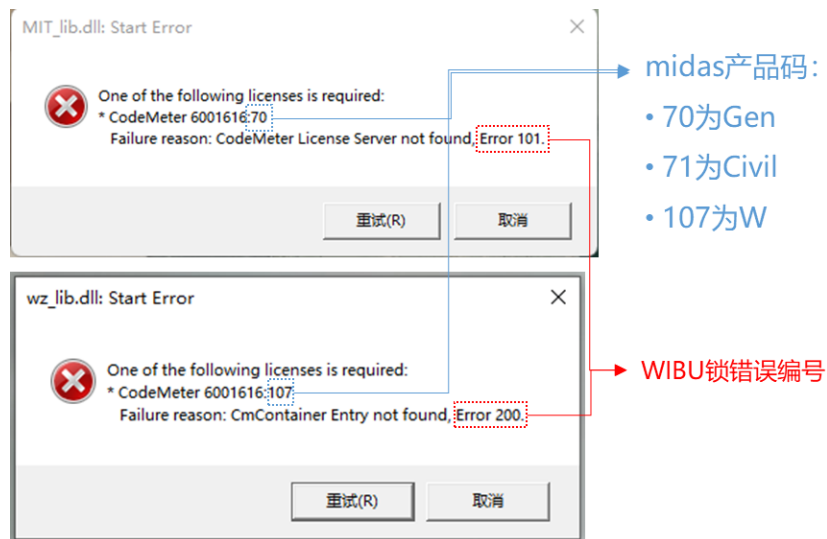 MIT_lib.dll: Start Error
One of the following licenses is required:
* CodeMeter 6001616:70
Failure reason: CodeMeter License Server not found, Error 101.
重试(R)
取消
midas产品码：
• 70为Gen
• 71为Civil
• 107为W
wz_lib.dll: Start Error
One of the following licenses is required:
* CodeMeter 6001616:107
Failure reason: CmContainer Entry not found, Error 200.
重试(R)
取消
WIBU锁错误编号